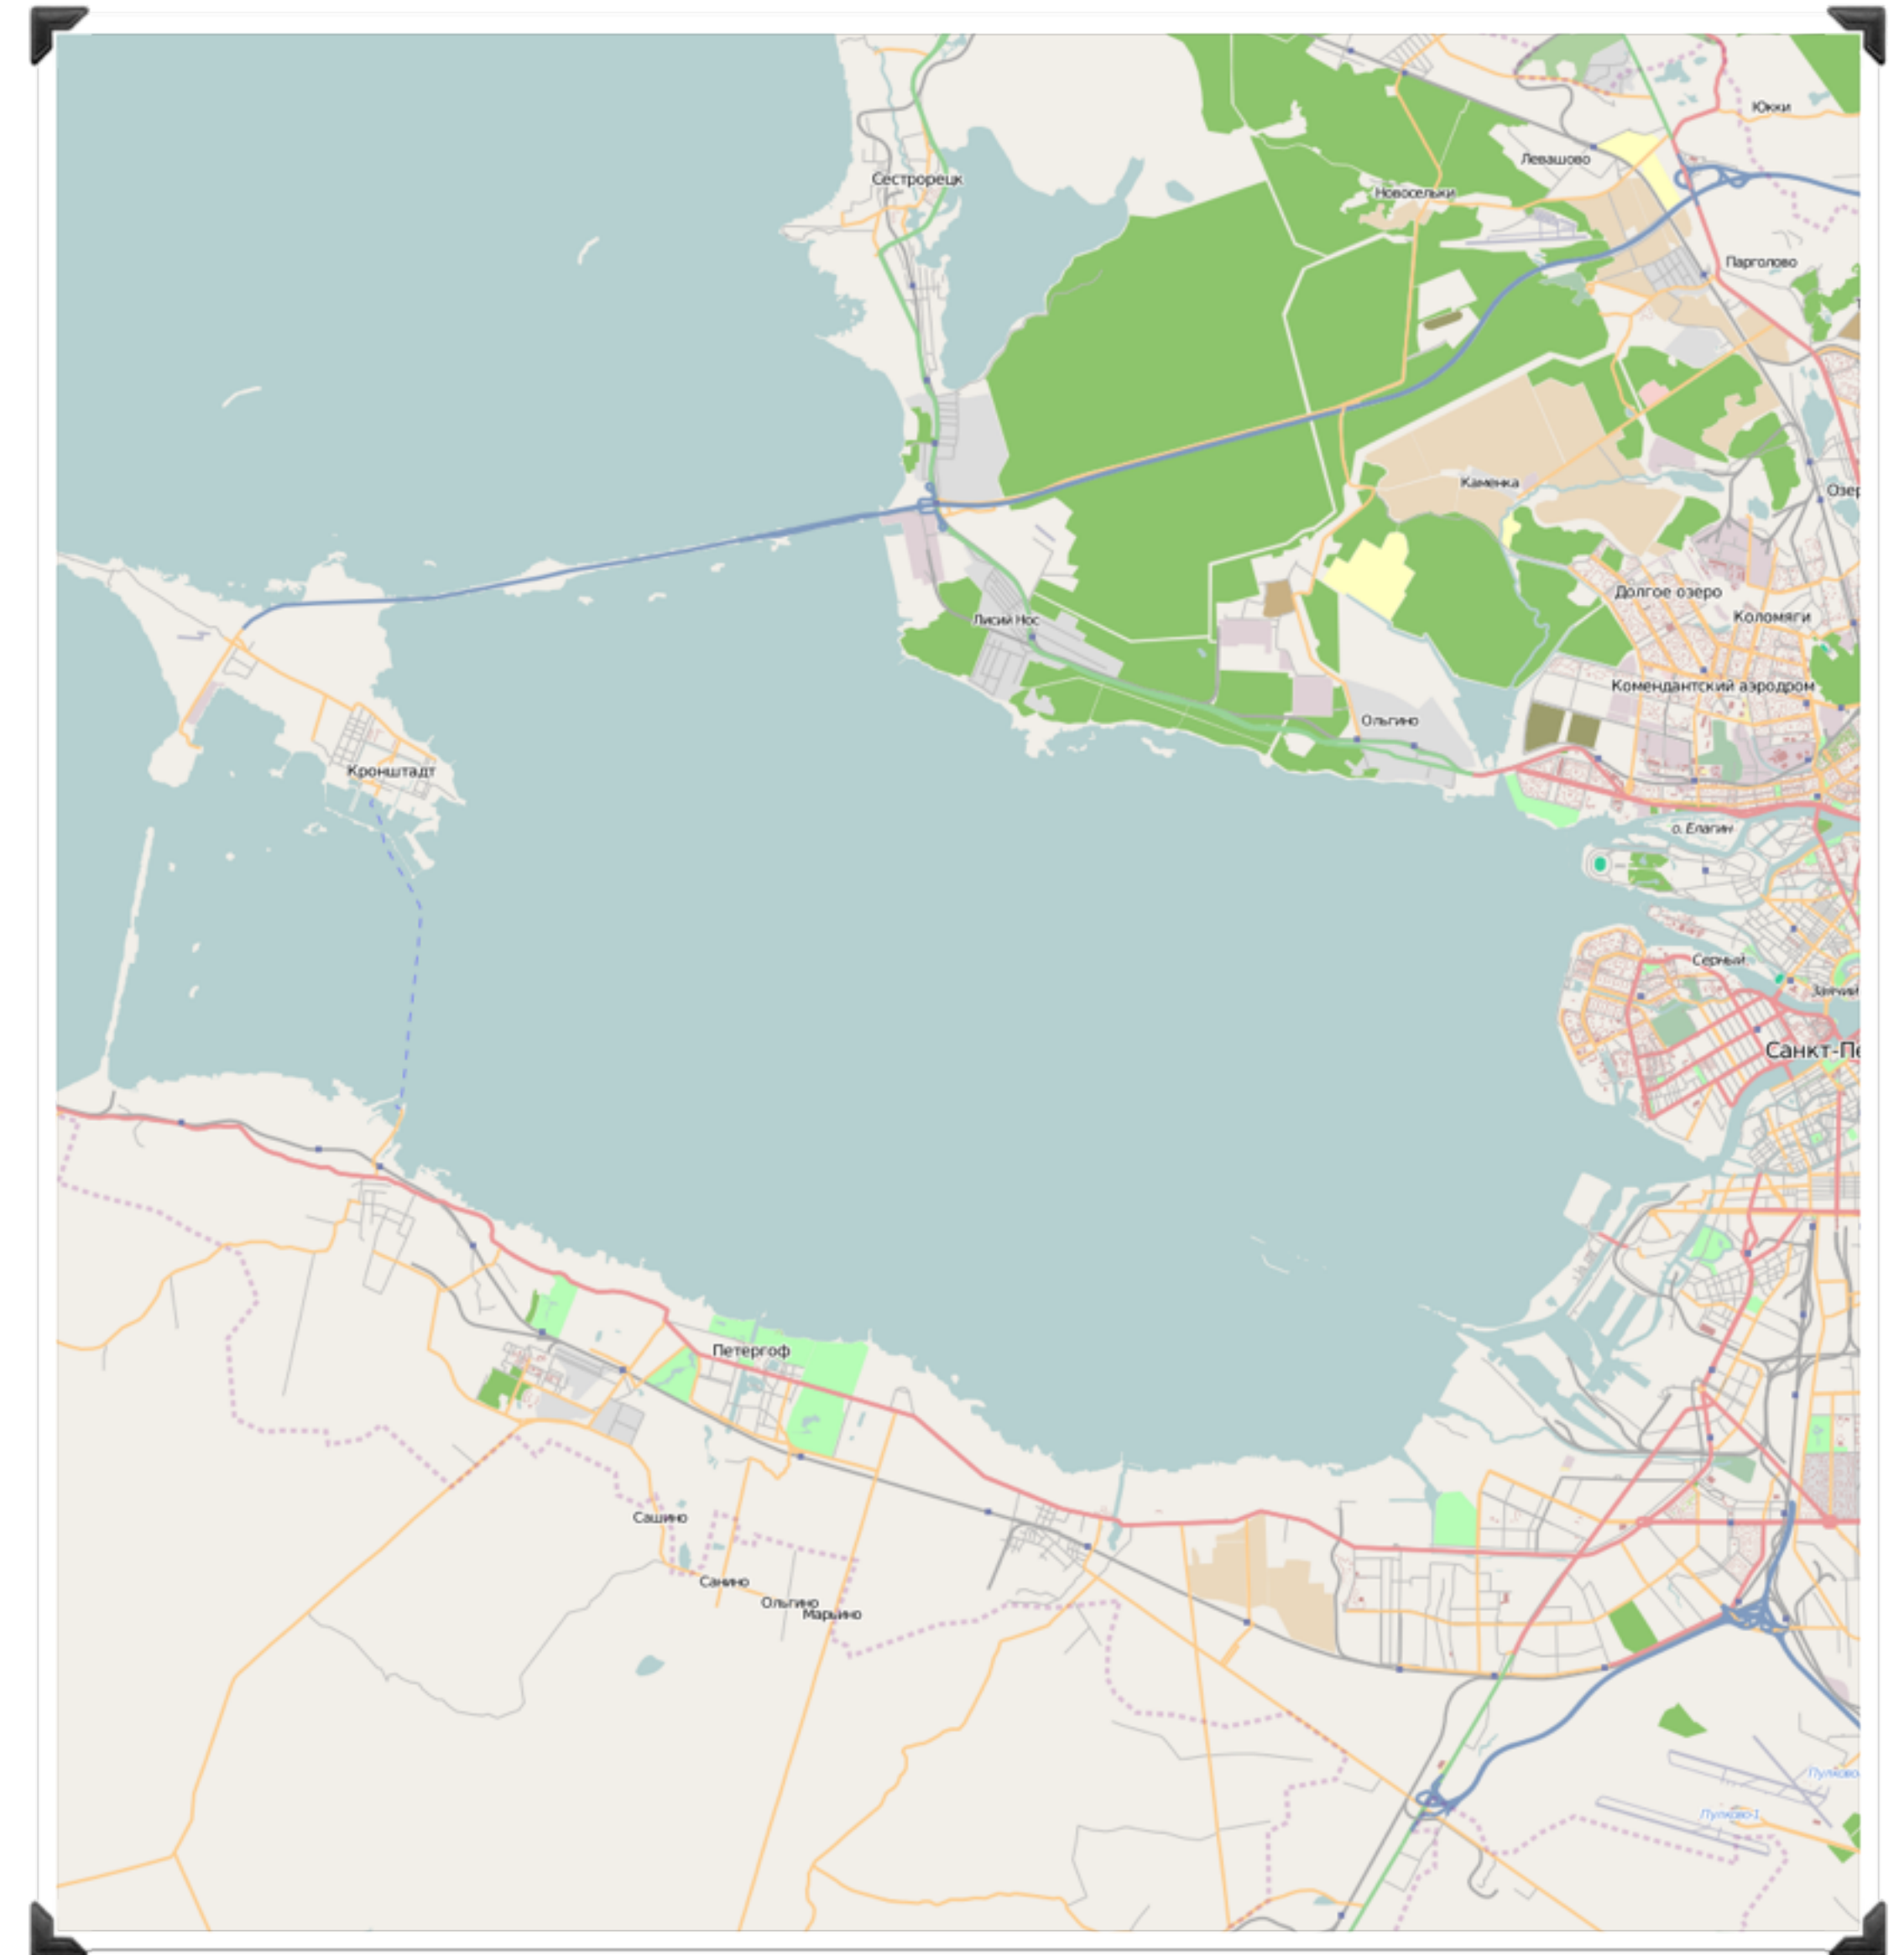 Юкки
Левашово
Сестрорецк
Новосельки
Парголово
Каменка
Озер
Долгое озеро
Коломяги
Лисий Нос
Комендантский аэродром
Ольгино
Кронштадт
о. Елагин
Серный
Заячий
Санкт-Пе
Петергоф
Сашино
Санино
Ольгино
Марьино
Пулково
Пулково-1